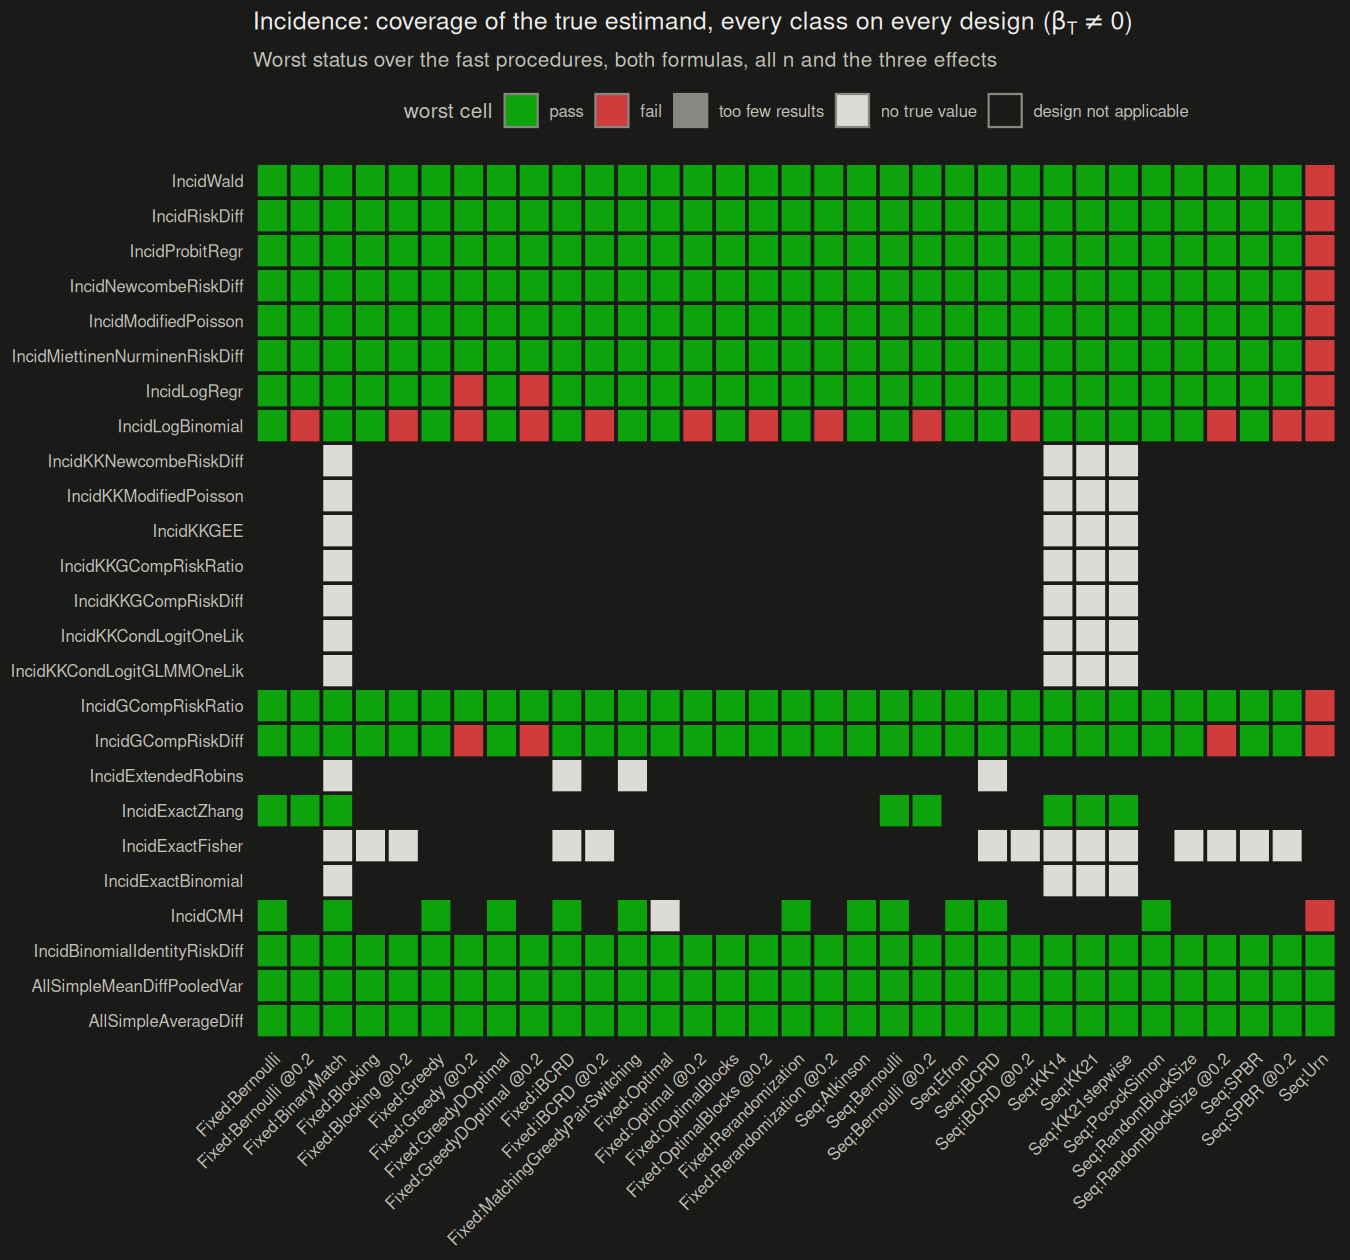 Incidence: coverage of the true estimand, every class on every design (βT ≠ 0)
Worst status over the fast procedures, both formulas, all n and the three effects
worst cell pass fail too few results no true value design not applicable
IncidWald
IncidRiskDiff
IncidProbitRegr
IncidNewcombeRiskDiff
IncidModifiedPoisson
IncidMiettinenNurminenRiskDiff
IncidLogRegr
IncidLogBinomial
IncidKKNewcombeRiskDiff
IncidKKModifiedPoisson
IncidKKGEE
IncidKKGCompRiskRatio
IncidKKGCompRiskDiff
IncidKKCondLogitOneLik
IncidKKCondLogitGLMMOneLik
IncidGCompRiskRatio
IncidGCompRiskDiff
IncidExtendedRobins
IncidExactZhang
IncidExactFisher
IncidExactBinomial
IncidCMH
IncidBinomialIdentityRiskDiff
AllSimpleMeanDiffPooledVar
AllSimpleAverageDiff
Fixed:Bernoulli
Fixed:Bernoulli @0.2
Fixed:BinaryMatch
Fixed:Blocking
Fixed:Blocking @0.2
Fixed:Greedy
Fixed:Greedy @0.2
Fixed:GreedyDOptimal
Fixed:GreedyDOptimal @0.2
Fixed:iBCRD
Fixed:iBCRD @0.2
Fixed:MatchingGreedyPairSwitching
Fixed:Optimal
Fixed:Optimal @0.2
Fixed:OptimalBlocks
Fixed:OptimalBlocks @0.2
Fixed:Rerandomization
Fixed:Rerandomization @0.2
Seq:Atkinson
Seq:Bernoulli
Seq:Bernoulli @0.2
Seq:Efron
Seq:iBCRD
Seq:iBCRD @0.2
Seq:KK14
Seq:KK21
Seq:KK21stepwise
Seq:PocockSimon
Seq:RandomBlockSize
Seq:RandomBlockSize @0.2
Seq:SPBR
Seq:SPBR @0.2
Seq:Urn